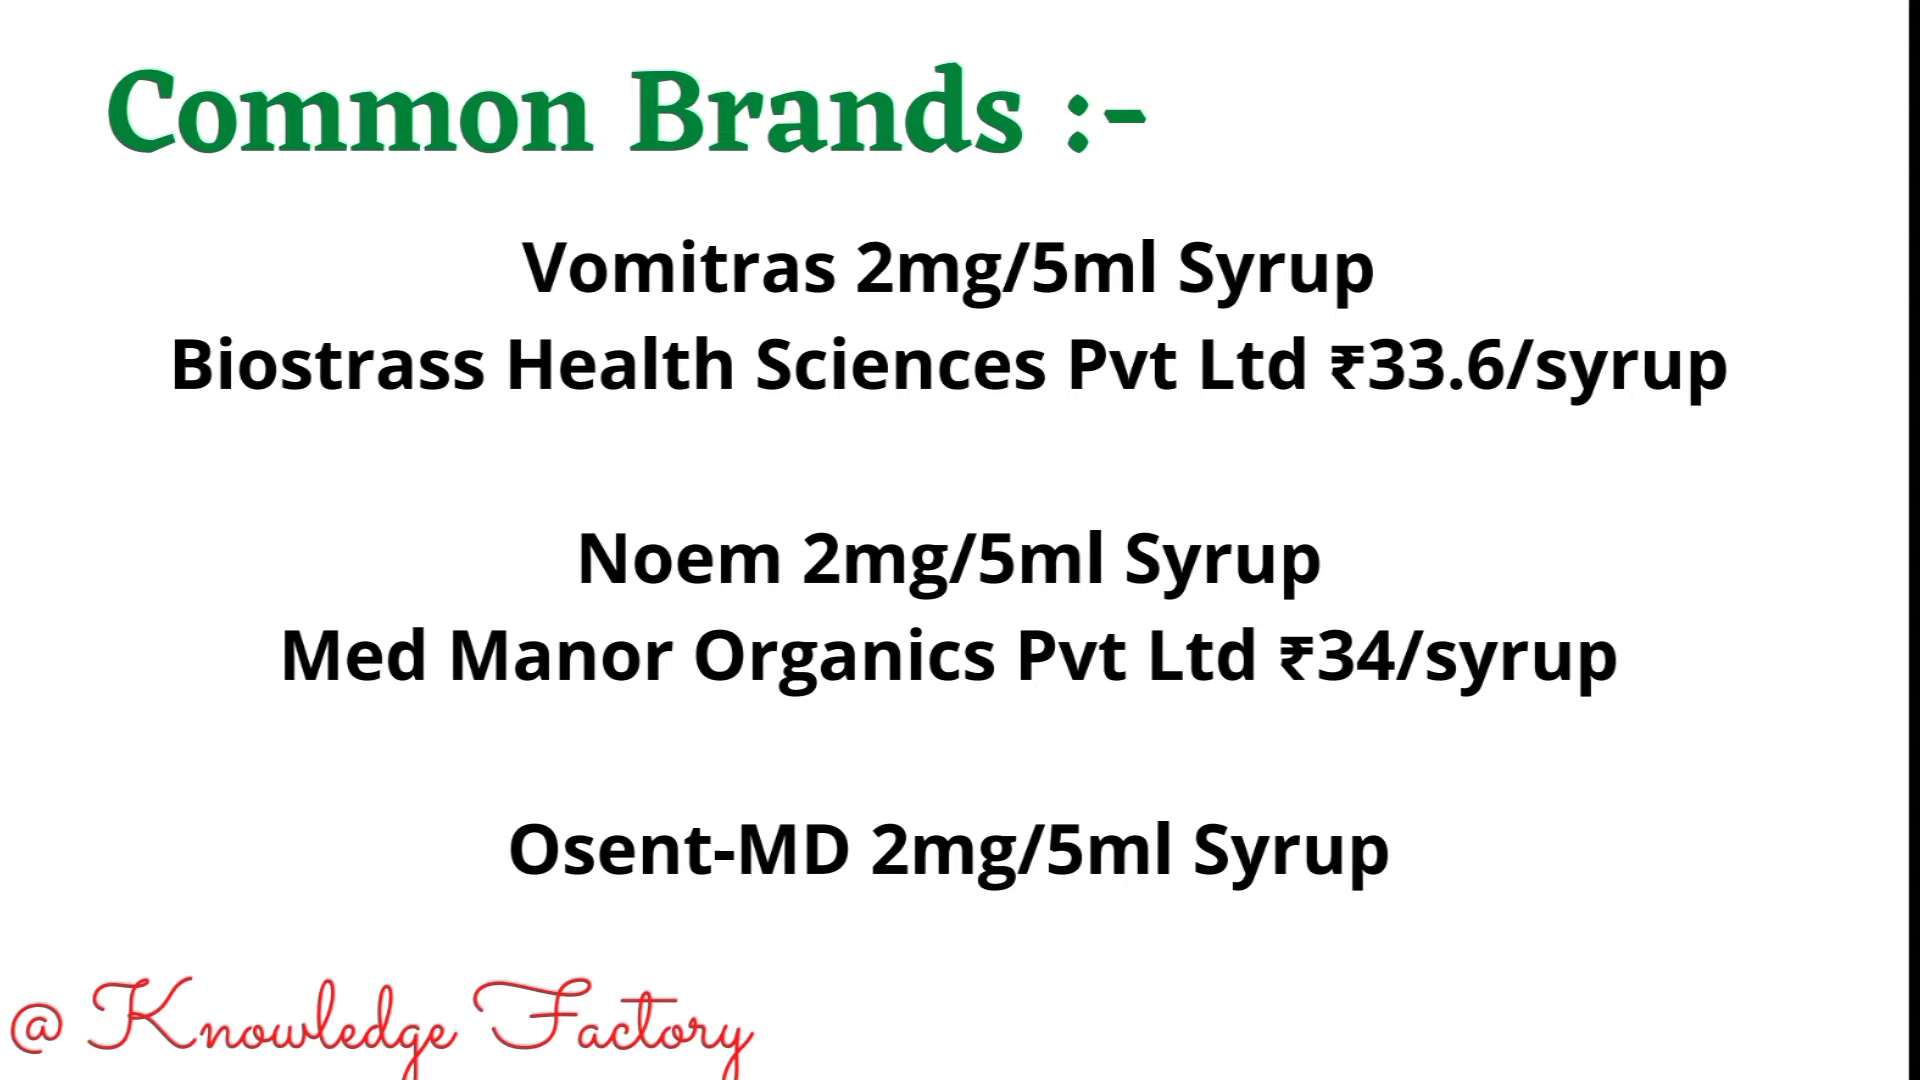 Common Brands :-
Vomitras 2mg/5ml Syrup
Biostrass Health Sciences Pvt Ltd ₹33.6/syrup
Noem 2mg/5ml Syrup
Med Manor Organics Pvt Ltd ₹34/syrup
Osent-MD 2mg/5ml Syrup
@ Knowledge Factory